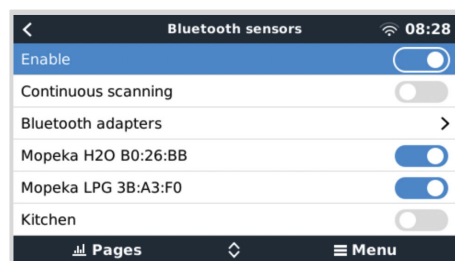 Bluetooth sensors 08:28
Enable
Continuous scanning
Bluetooth adapters
Mopeka H2O B0:26:BB
Mopeka LPG 3B:A3:F0
Kitchen
Pages Menu